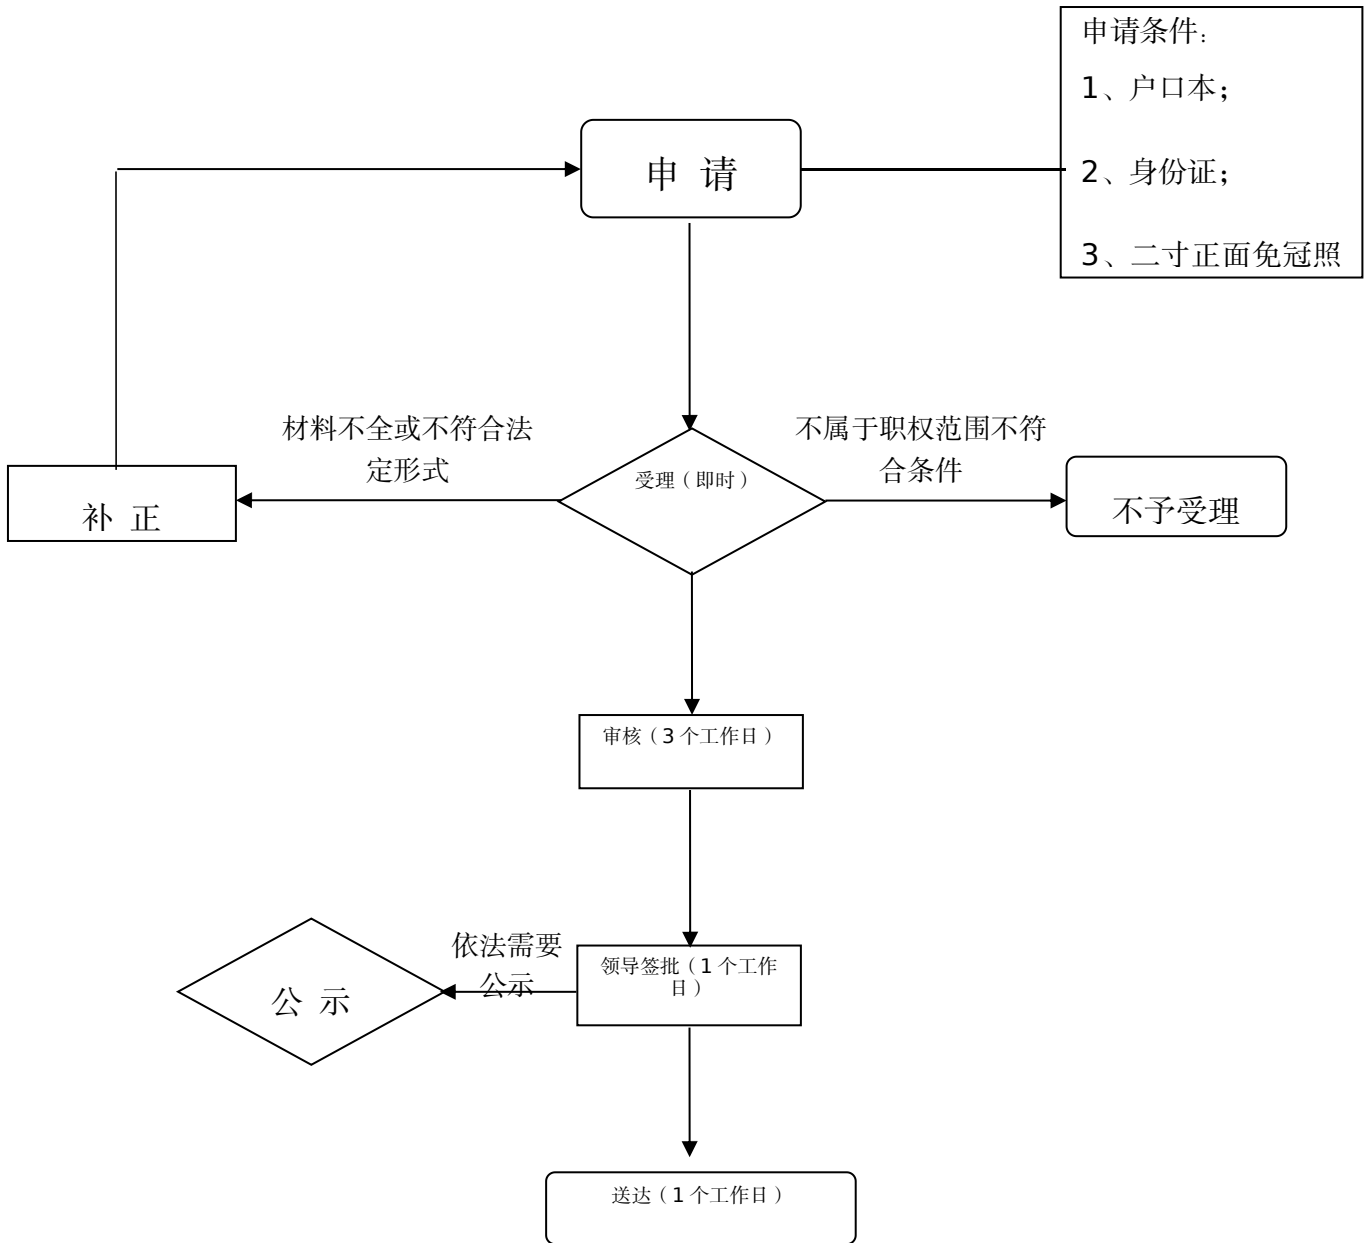 申请条件：
1、户口本；
申 请
2、身份证；
3、二寸正面免冠照
材料不全或不符合法
定形式
不属于职权范围不符
合条件
受理（即时）
补 正
不予受理
审核（3 个工作日）
依法需要
公示
领导签批（1 个工作
日）
公 示
送达（1 个工作日）